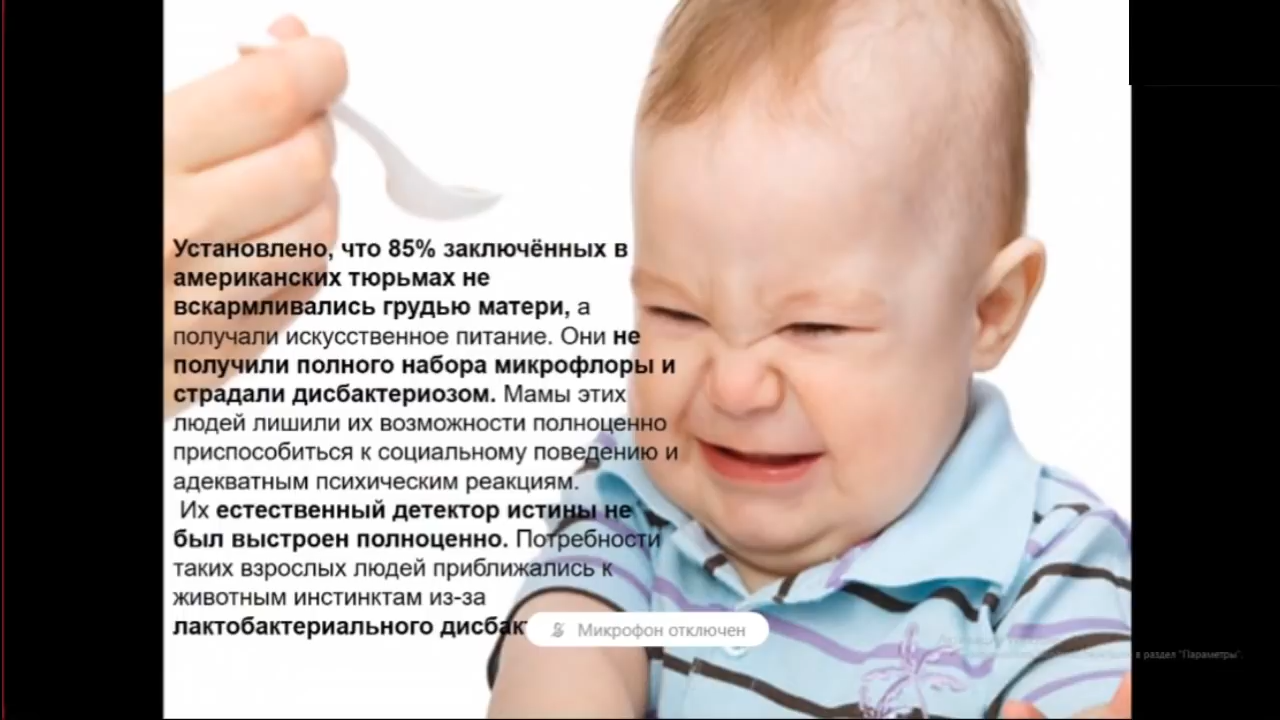 Установлено, что 85% заключённых в
американских тюрьмах не
вскармливались грудью матери, а
получали искусственное питание. Они не
получили полного набора микрофлоры и
страдали дисбактериозом. Мамы этих
людей лишили их возможности полноценно
приспособиться к социальному поведению и
адекватным психическим реакциям.
Их естественный детектор истины не
был выстроен полноценно. Потребности
таких взрослых людей приближались к
животным инстинктам из-за
лактобактериального дисбак
Микрофон отключен
в раздел "Параметры".